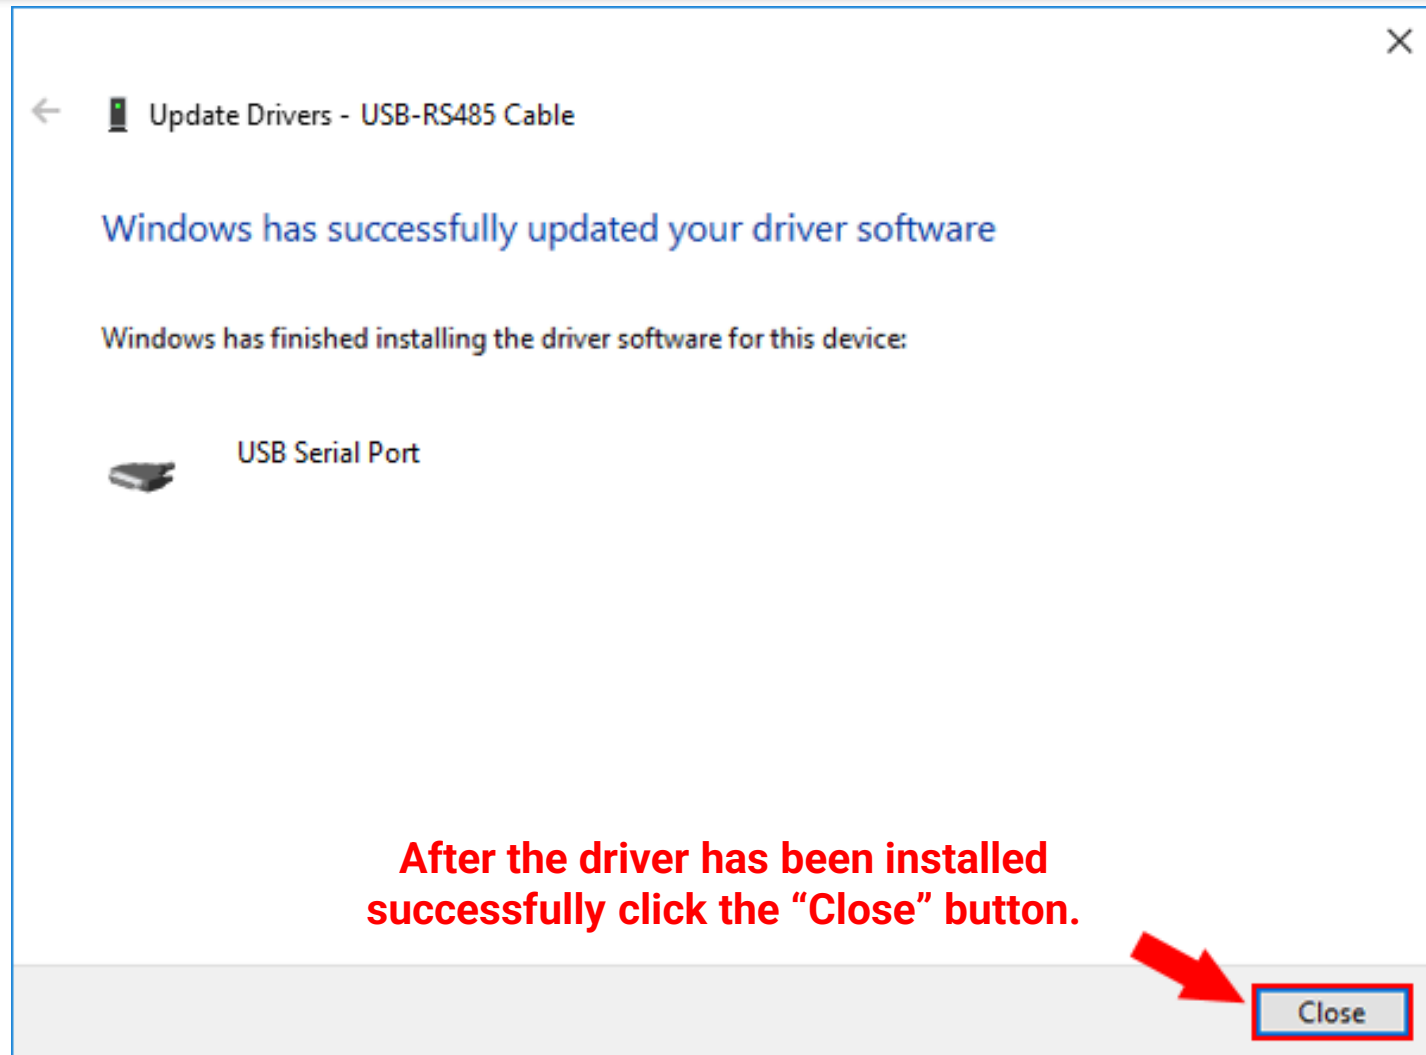 Update Drivers - USB-RS485 Cable
Windows has successfully updated your driver software
Windows has finished installing the driver software for this device:
USB Serial Port
After the driver has been installed
successfully click the “Close” button.
Close